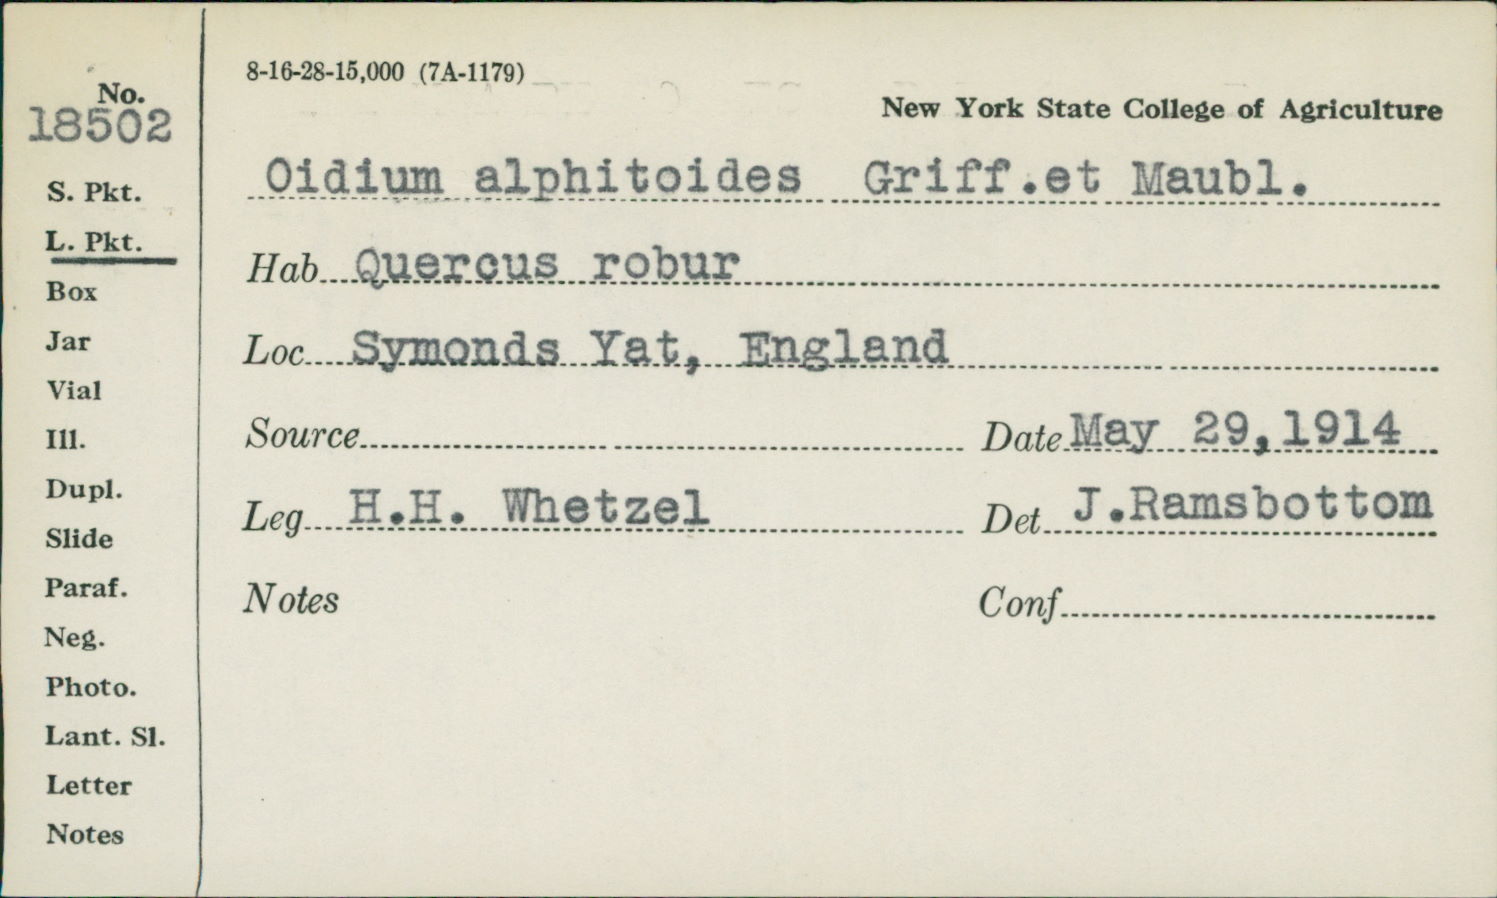 8-16-28-15,000 (7A-1179)
New York State College of Agriculture
No.
18502
S. Pkt.
L. Pkt.
Box
Jar
Vial
Ill.
Dupl.
Slide
Paraf.
Neg.
Photo.
Lant. Sl.
Letter
Notes
Oidium alphitoides Griff.et Maubl.
Hab Quercus robur
Loc Symonds Yat, England
Source Date May 29,1914
Leg H.H. Whetzel Det J.Ramsbottom
Notes Conf